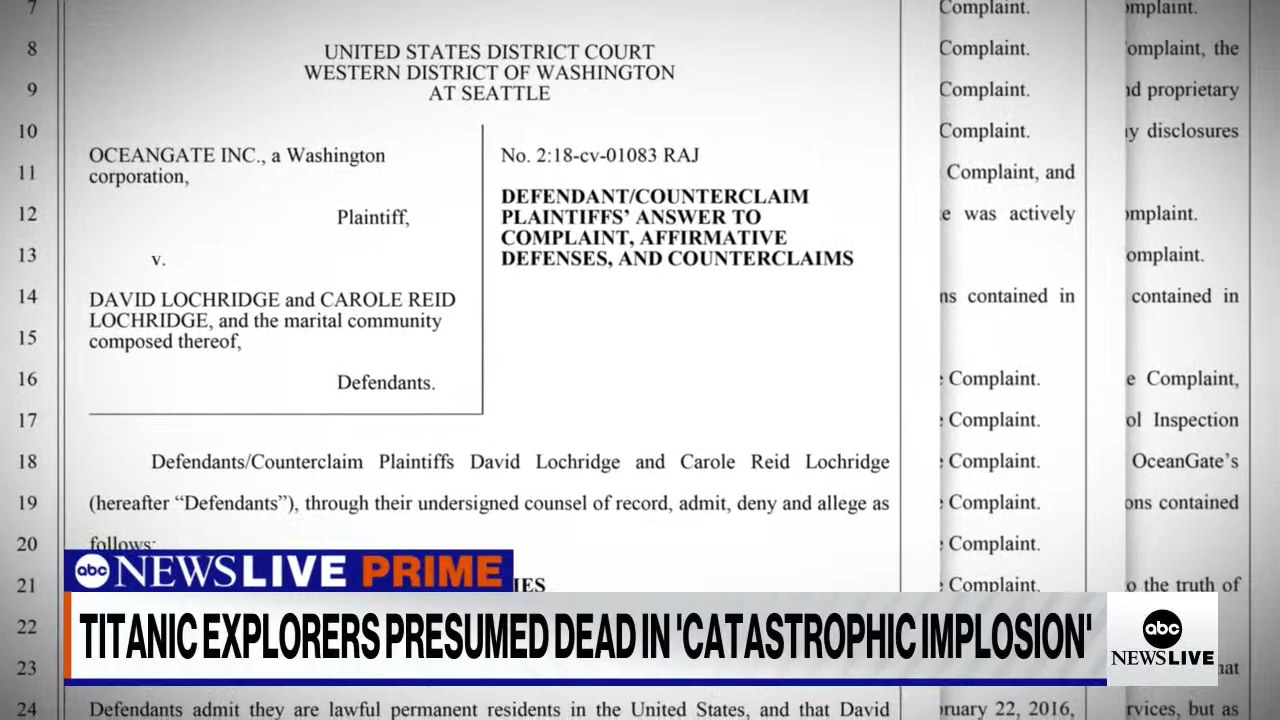 7
8
9
10
11
12
13
14
15
16
17
18
19
20
21
22
23
24
UNITED STATES DISTRICT COURT
WESTERN DISTRICT OF WASHINGTON
AT SEATTLE
OCEANGATE INC., a Washington
corporation,
Plaintiff,
v.
DAVID LOCHRIDGE and CAROLE REID
LOCHRIDGE, and the marital community
composed thereof,
Defendants.
No. 2:18-cv-01083 RAJ
DEFENDANT/COUNTERCLAIM
PLAINTIFFS' ANSWER TO
COMPLAINT, AFFIRMATIVE
DEFENSES, AND COUNTERCLAIMS
Defendants/Counterclaim Plaintiffs David Lochridge and Carole Reid Lochridge
(hereafter “Defendants”), through their undersigned counsel of record, admit, deny and allege as
follows:
IES
Defendants admit they are lawful permanent residents in the United States, and that David
Complaint.
Complaint.
Complaint.
Complaint.
Complaint, and
e was actively
ns contained in
Complaint.
Complaint.
Complaint.
Complaint.
Complaint.
Complaint.
ruary 22, 2016,
mplaint.
omplaint, the
nd proprietary
y disclosures
mplaint.
omplaint.
contained in
e Complaint,
ol Inspection
OceanGate's
ons contained
o the truth of
hat
rvices, but as
abc NEWS LIVE PRIME
TITANIC EXPLORERS PRESUMED DEAD IN 'CATASTROPHIC IMPLOSION'
abc
NEWS LIVE